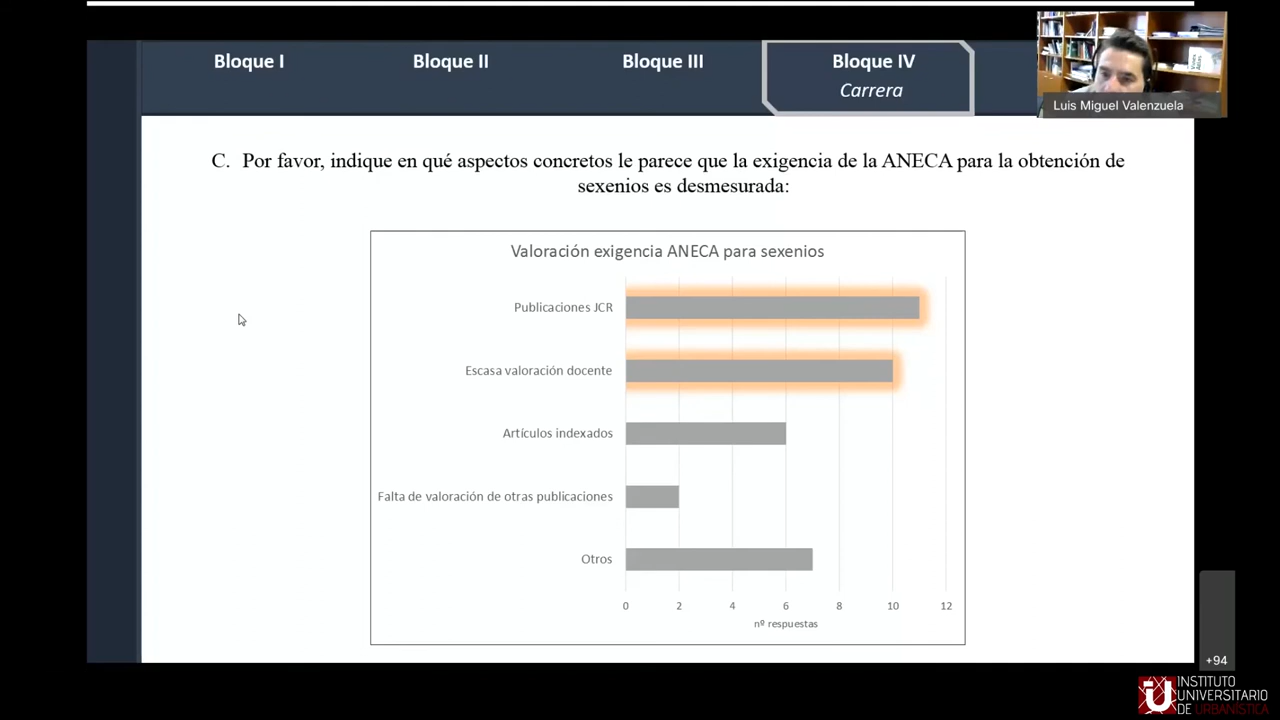 Bloque I
Bloque II
Bloque III
Bloque IV
Carrera
Luis Miguel Valenzuela
C. Por favor, indique en qué aspectos concretos le parece que la exigencia de la ANECA para la obtención de
sexenios es desmesurada:
Valoración exigencia ANECA para sexenios
Publicaciones JCR
Escasa valoración docente
Artículos indexados
Falta de valoración de otras publicaciones
Otros
0 2 4 6 8 10 12
nº respuestas
+94
INSTITUTO
UNIVERSITARIO
DE URBANÍSTICA